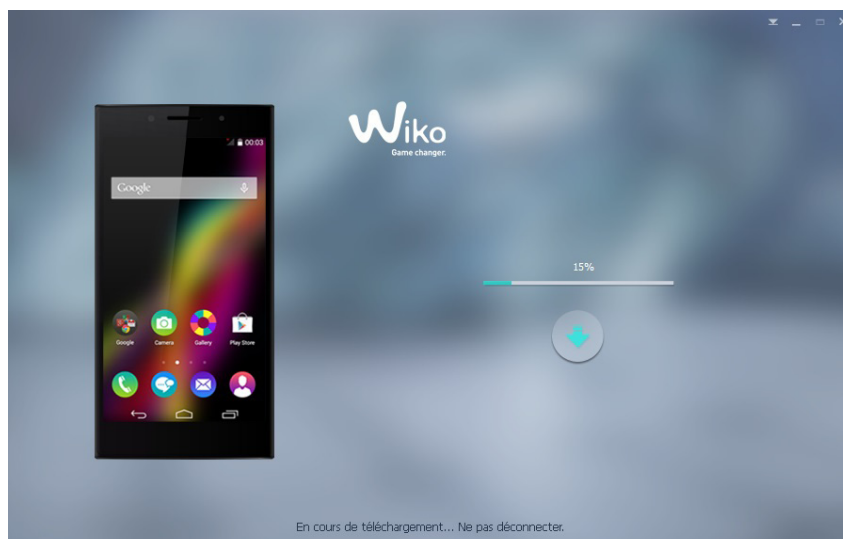 Wiko
Game changer.
00:03
Google
15%
Google
Camera
Gallery
Play Store
En cours de téléchargement... Ne pas déconnecter.